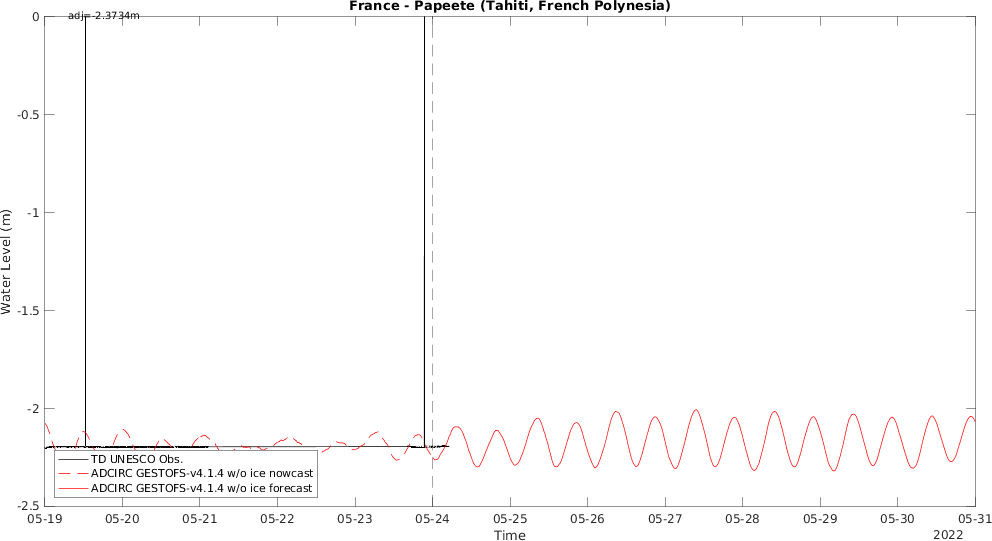 France - Papeete (Tahiti, French Polynesia)
adj=-2.3734m
0
-0.5
-1
-1.5
-2
-2.5
Water Level (m)
TD UNESCO Obs.
ADCIRC GESTOFS-v4.1.4 w/o ice nowcast
ADCIRC GESTOFS-v4.1.4 w/o ice forecast
05-19 05-20 05-21 05-22 05-23 05-24 05-25 05-26 05-27 05-28 05-29 05-30 05-31
Time
2022